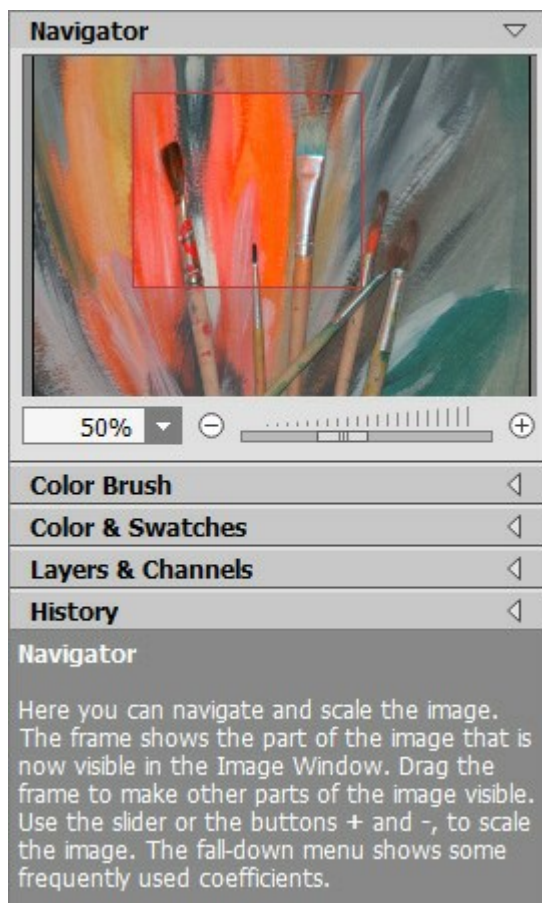 Navigator
50%
Color Brush
Color & Swatches
Layers & Channels
History
Navigator
Here you can navigate and scale the image.
The frame shows the part of the image that is
now visible in the Image Window. Drag the
frame to make other parts of the image visible.
Use the slider or the buttons + and -, to scale
the image. The fall-down menu shows some
frequently used coefficients.